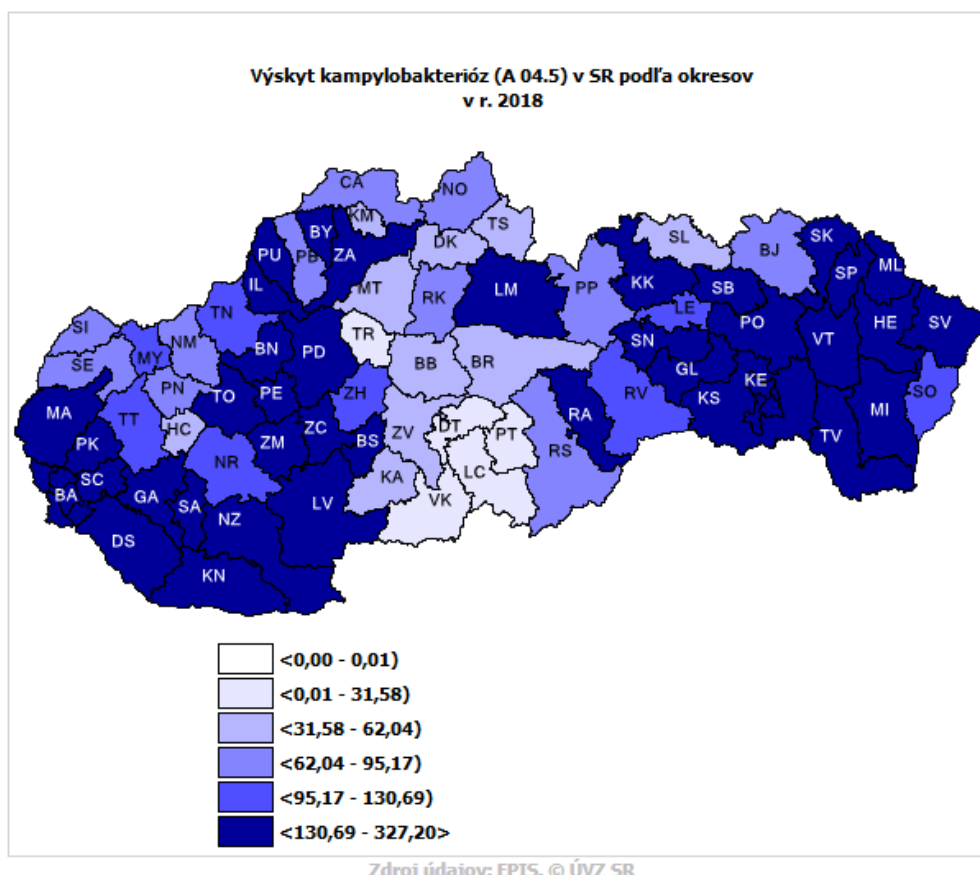 Výskyt kampylobakterióz (A 04.5) v SR podľa okresov
v r. 2018
CA
NO
KM
TS
BY
PU
PB
ZA
DK
SL
BJ
SK
ML
SP
IL
MT
RK
LM
PP
KK
SB
TN
LE
PO
HE
SV
SI
NM
MY
BN
PD
TR
SN
VT
SE
BB
BR
GL
PN
TO
PE
ZH
RV
KS
KE
SO
MA
TT
HC
ZC
BS
ZV
DT
PT
RA
MI
PK
ZM
RS
TV
NR
LC
SC
KA
BA
GA
SA
LV
VK
NZ
DS
KN
<0,00 - 0,01)
<0,01 - 31,58)
<31,58 - 62,04)
<62,04 - 95,17)
<95,17 - 130,69)
<130,69 - 327,20>
Zdroj údajov: EPIS, © ÚVZ SR